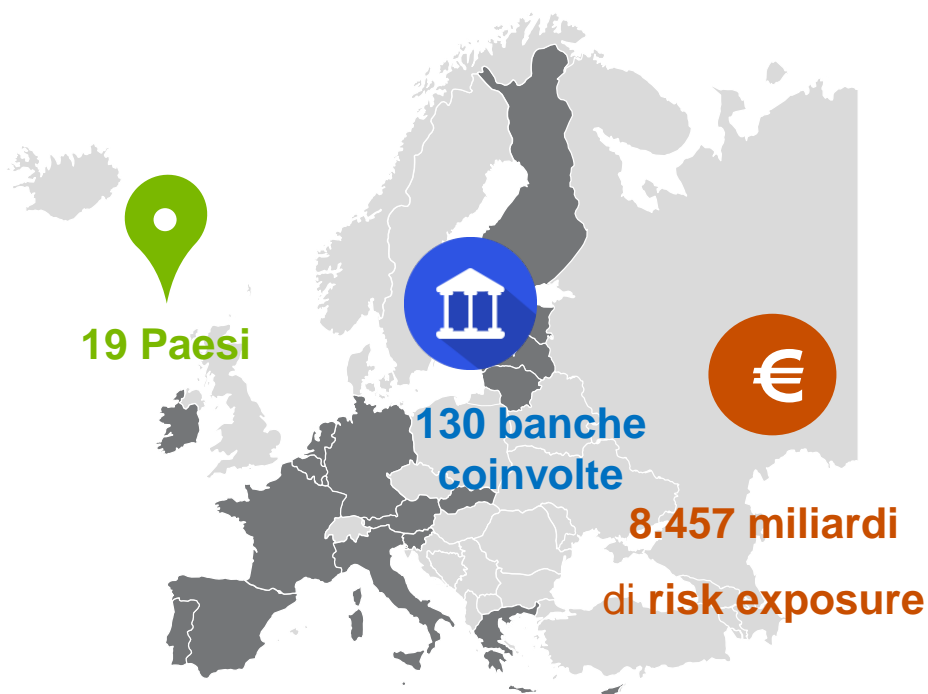 19 Paesi
130 banche
coinvolte
€
8.457 miliardi
di risk exposure